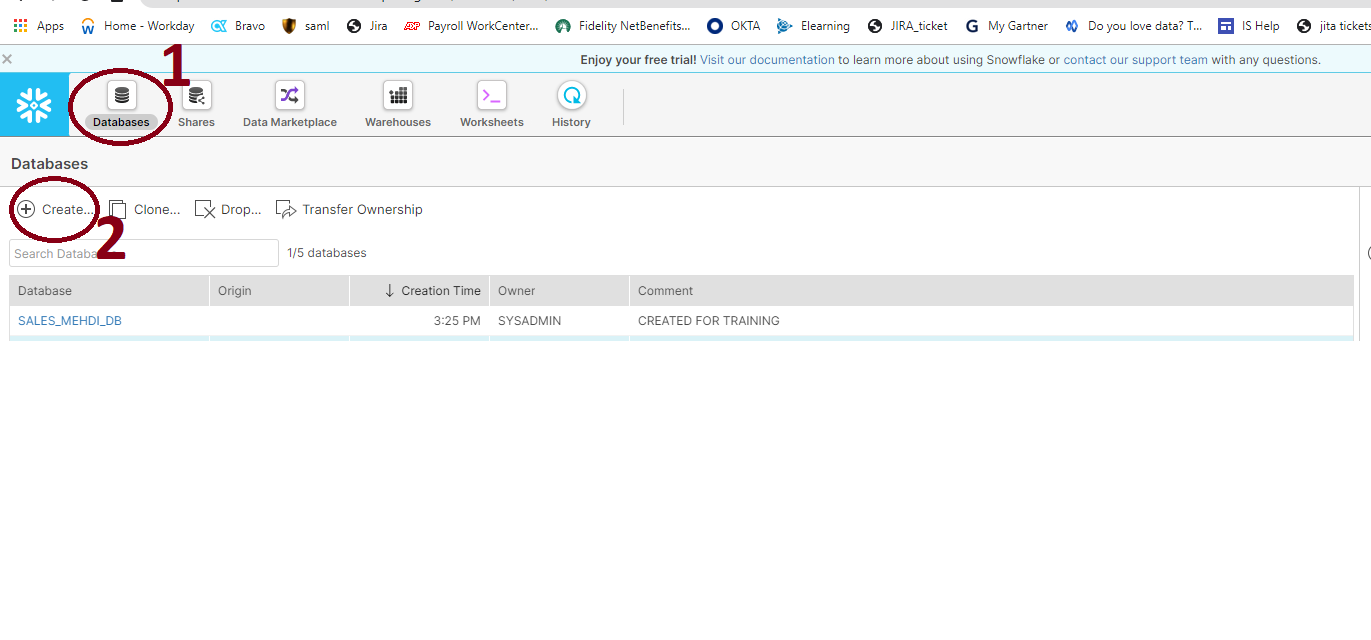 Apps Home - Workday Bravo saml Jira Payroll WorkCenter... Fidelity NetBenefits... OKTA Elearning JIRA_ticket My Gartner Do you love data? T... IS Help jita tickets
Enjoy your free trial! Visit our documentation to learn more about using Snowflake or contact our support team with any questions.
1
Databases Shares Data Marketplace Warehouses Worksheets History
Databases
Create... Clone... Drop... Transfer Ownership
2
Search Databa 1/5 databases
Database Origin Creation Time Owner Comment
SALES_MEHDI_DB 3:25 PM SYSADMIN CREATED FOR TRAINING